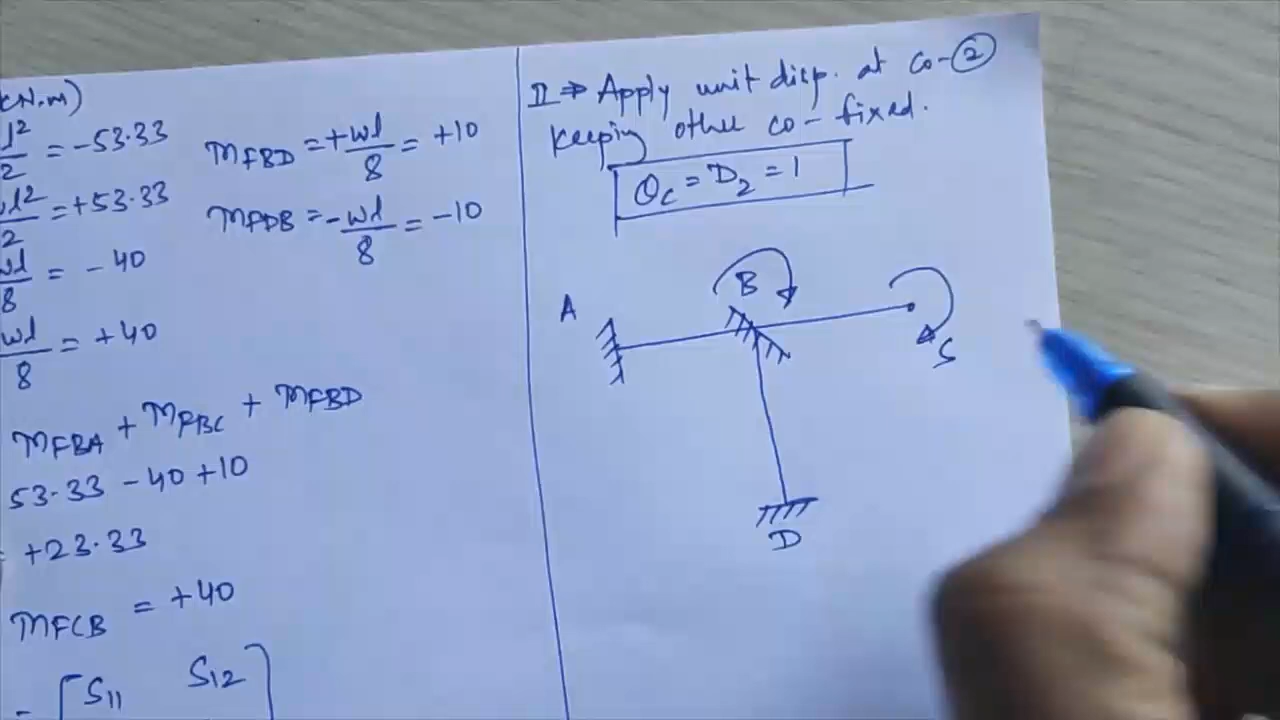 (KN.m)
l²/2 = -53.33
wl²/2 = +53.33
wl/8 = - 40
wl/8 = + 40
MFBD = +wl/8 = +10
MFDB = -wl/8 = -10
MFBA + MFBC + MFBD
53.33 - 40 +10
= +23.33
MFCB = +40
= [S11 S12]
II ⇒ Apply unit disp. at co-②
keeping other co-fixed.
θc = D2 = 1
A
B
D